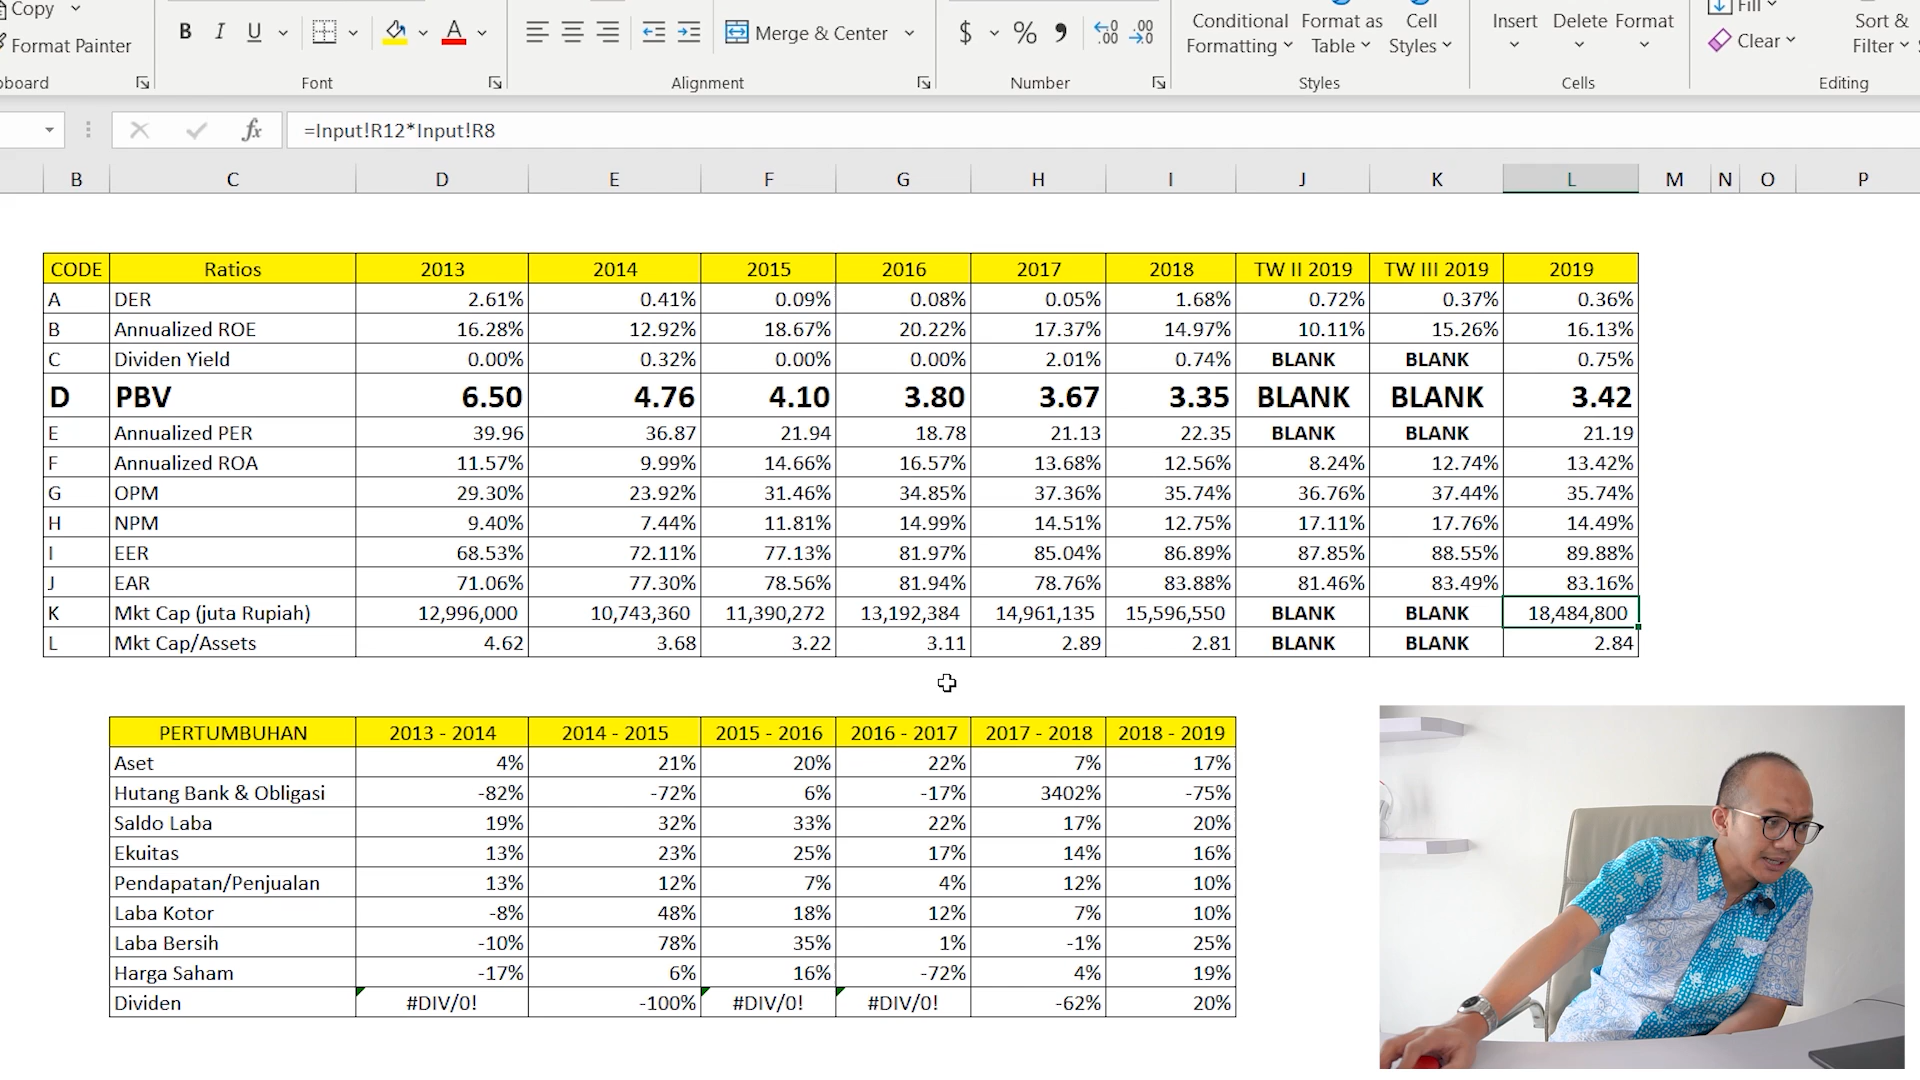 Copy
Format Painter
board
B I U A
Font
Merge & Center
Alignment
$ % 9 .00 .00
Number
Conditional Formatting
Format as Table
Cell Styles
Styles
Insert Delete Format
Cells
Fill
Clear
Sort & Filter
Editing
fx =Input!R12*Input!R8
B C D E F G H I J K L M N O P
CODE Ratios 2013 2014 2015 2016 2017 2018 TW II 2019 TW III 2019 2019
A DER 2.61% 0.41% 0.09% 0.08% 0.05% 1.68% 0.72% 0.37% 0.36%
B Annualized ROE 16.28% 12.92% 18.67% 20.22% 17.37% 14.97% 10.11% 15.26% 16.13%
C Dividen Yield 0.00% 0.32% 0.00% 0.00% 2.01% 0.74% BLANK BLANK 0.75%
D PBV 6.50 4.76 4.10 3.80 3.67 3.35 BLANK BLANK 3.42
E Annualized PER 39.96 36.87 21.94 18.78 21.13 22.35 BLANK BLANK 21.19
F Annualized ROA 11.57% 9.99% 14.66% 16.57% 13.68% 12.56% 8.24% 12.74% 13.42%
G OPM 29.30% 23.92% 31.46% 34.85% 37.36% 35.74% 36.76% 37.44% 35.74%
H NPM 9.40% 7.44% 11.81% 14.99% 14.51% 12.75% 17.11% 17.76% 14.49%
I EER 68.53% 72.11% 77.13% 81.97% 85.04% 86.89% 87.85% 88.55% 89.88%
J EAR 71.06% 77.30% 78.56% 81.94% 78.76% 83.88% 81.46% 83.49% 83.16%
K Mkt Cap (juta Rupiah) 12,996,000 10,743,360 11,390,272 13,192,384 14,961,135 15,596,550 BLANK BLANK 18,484,800
L Mkt Cap/Assets 4.62 3.68 3.22 3.11 2.89 2.81 BLANK BLANK 2.84
PERTUMBUHAN 2013 - 2014 2014 - 2015 2015 - 2016 2016 - 2017 2017 - 2018 2018 - 2019
Aset 4% 21% 20% 22% 7% 17%
Hutang Bank & Obligasi -82% -72% 6% -17% 3402% -75%
Saldo Laba 19% 32% 33% 22% 17% 20%
Ekuitas 13% 23% 25% 17% 14% 16%
Pendapatan/Penjualan 13% 12% 7% 4% 12% 10%
Laba Kotor -8% 48% 18% 12% 7% 10%
Laba Bersih -10% 78% 35% 1% -1% 25%
Harga Saham -17% 6% 16% -72% 4% 19%
Dividen #DIV/0! -100% #DIV/0! #DIV/0! -62% 20%